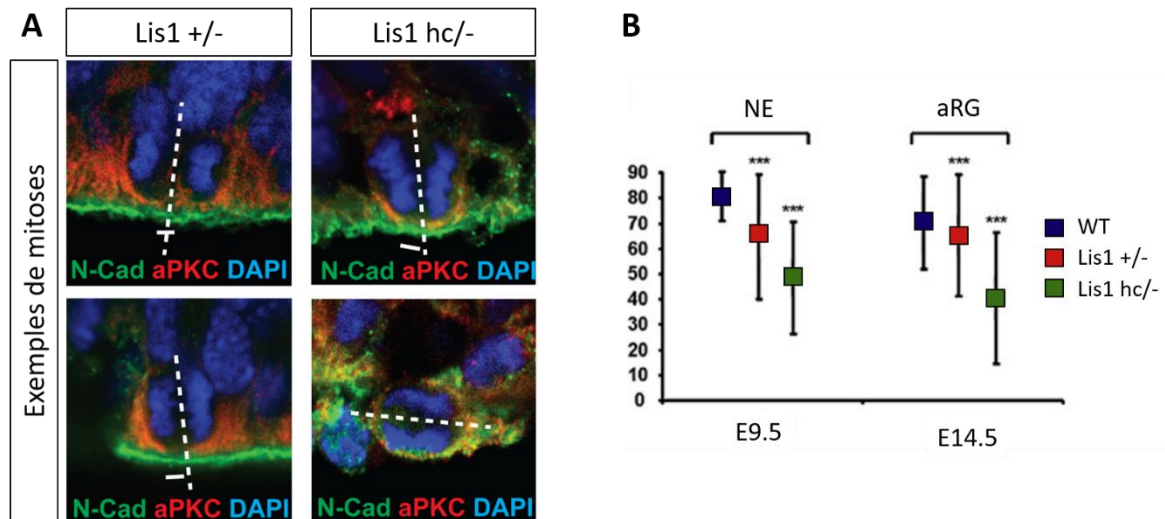 A
Lis1 +/-
Lis1 hc/-
Exemples de mitoses
N-Cad aPKC DAPI
N-Cad aPKC DAPI
N-Cad aPKC DAPI
N-Cad aPKC DAPI
B
NE
aRG
***
***
***
***
90
80
70
60
50
40
30
20
10
0
E9.5
E14.5
WT
Lis1 +/-
Lis1 hc/-